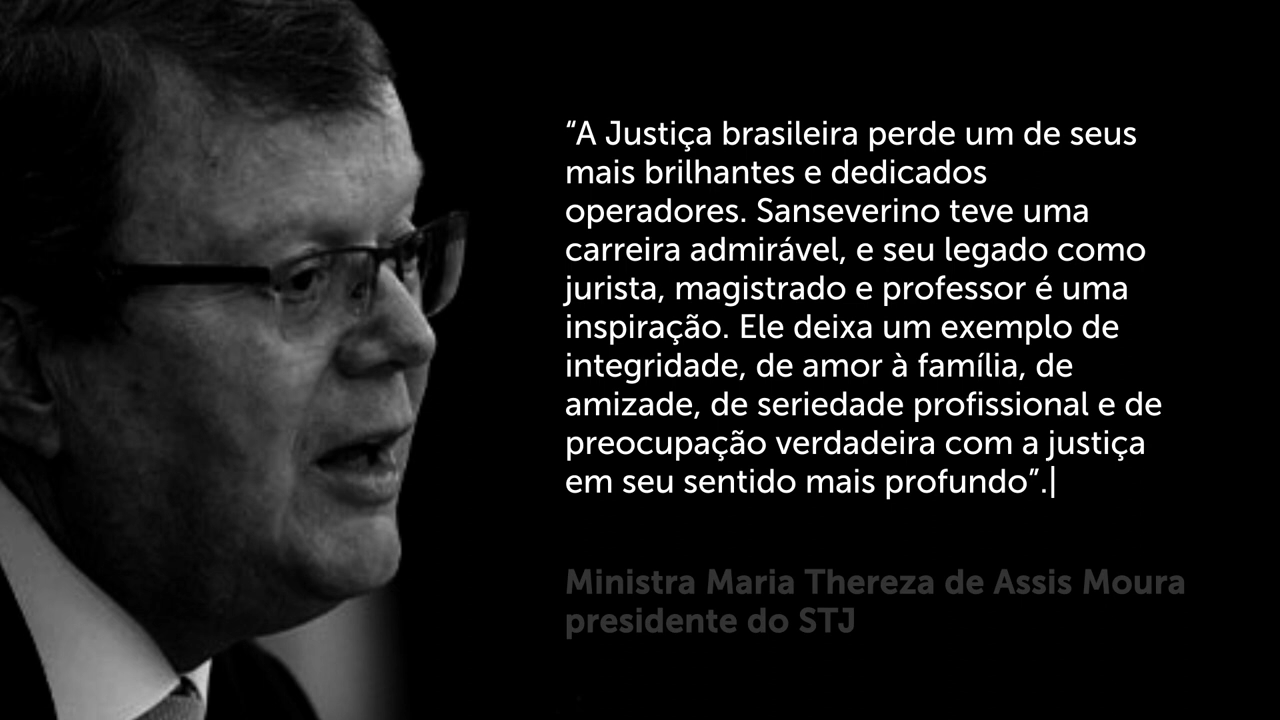 “A Justiça brasileira perde um de seus
mais brilhantes e dedicados
operadores. Sanseverino teve uma
carreira admirável, e seu legado como
jurista, magistrado e professor é uma
inspiração. Ele deixa um exemplo de
integridade, de amor à família, de
amizade, de seriedade profissional e de
preocupação verdadeira com a justiça
em seu sentido mais profundo”.|
Ministra Maria Thereza de Assis Moura
presidente do STJ